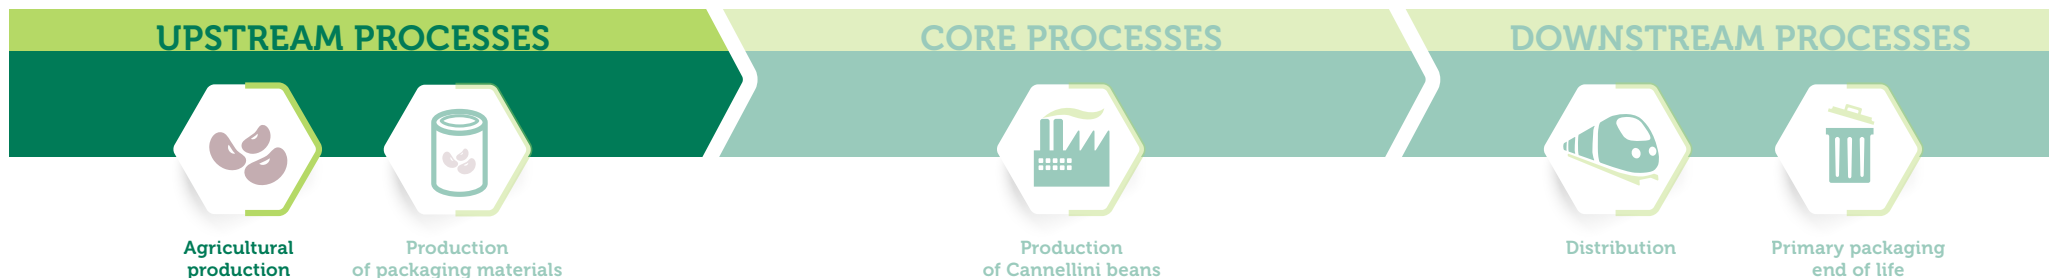 UPSTREAM PROCESSES
CORE PROCESSES
DOWNSTREAM PROCESSES
Agricultural
production
Production
of packaging materials
Production
of Cannellini beans
Distribution
Primary packaging
end of life